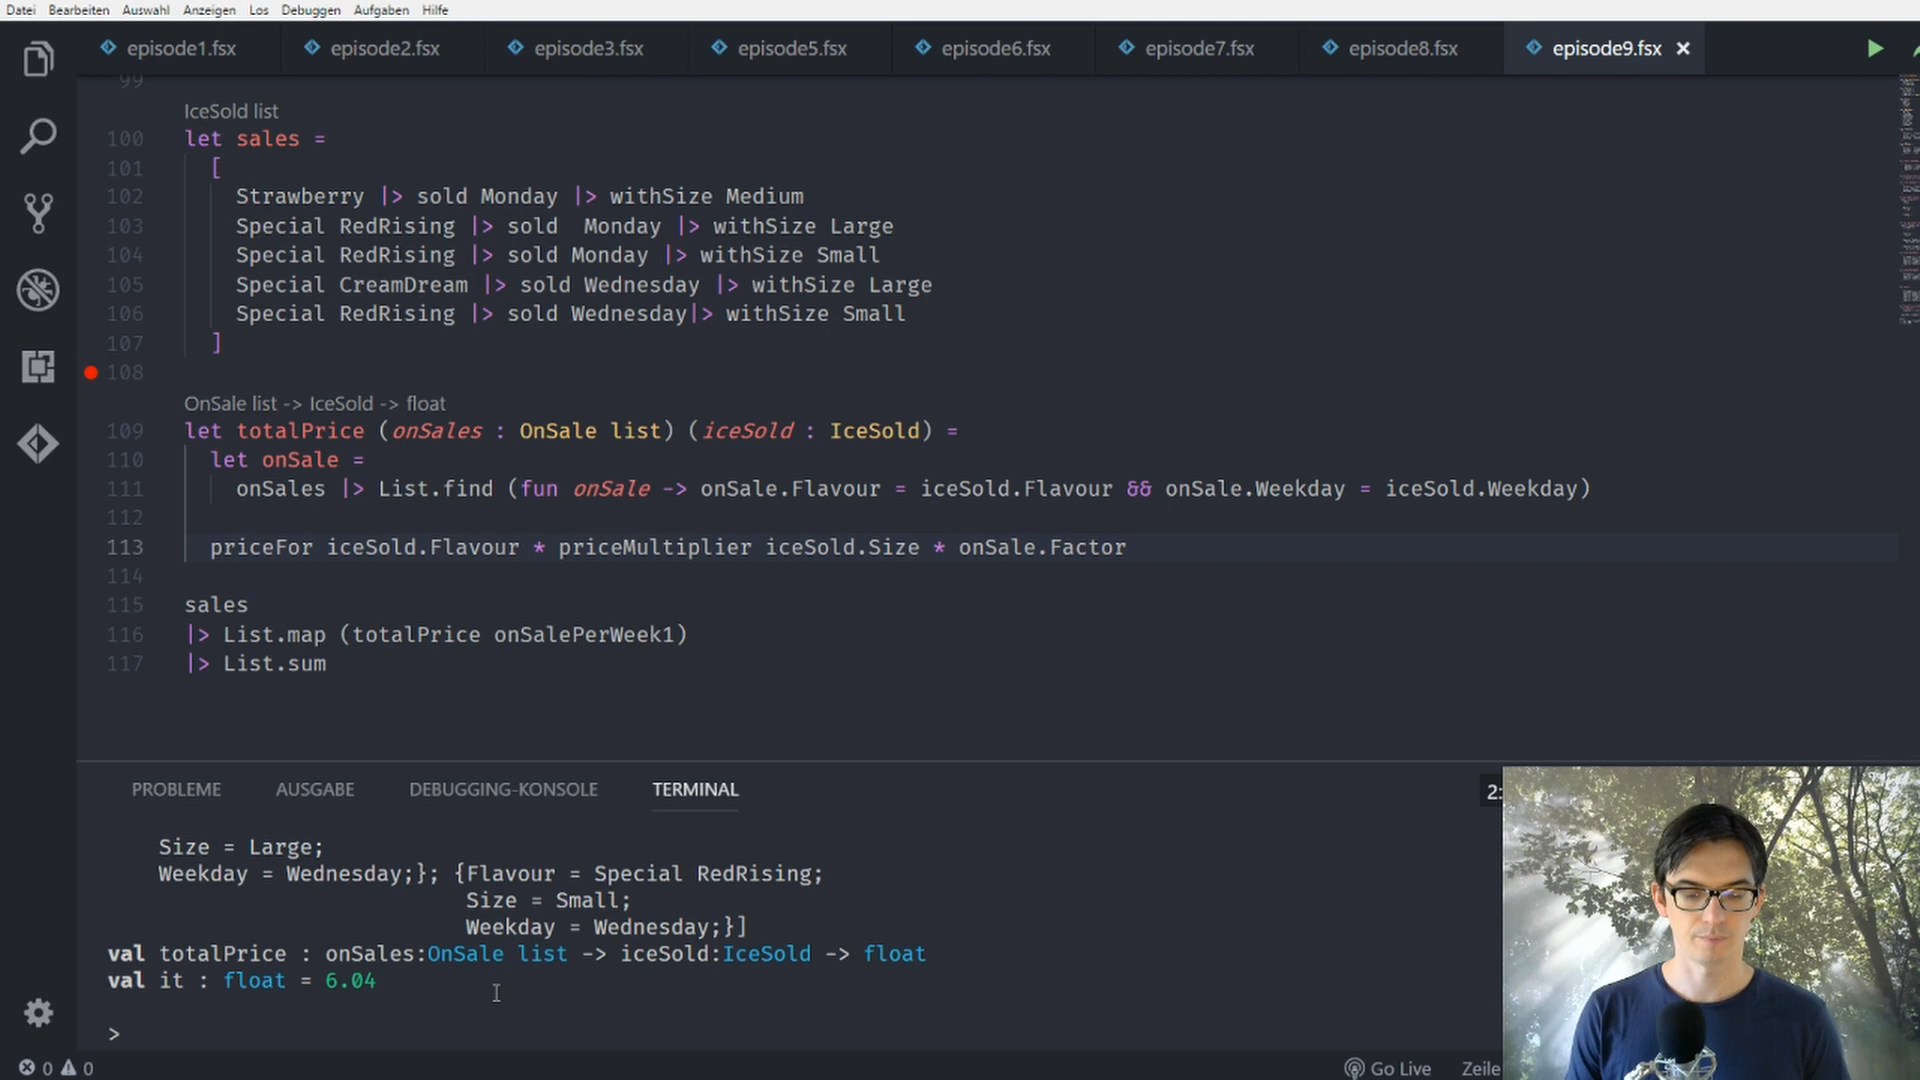 Datei Bearbeiten Auswahl Anzeigen Los Debuggen Aufgaben Hilfe
episode1.fsx episode2.fsx episode3.fsx episode5.fsx episode6.fsx episode7.fsx episode8.fsx episode9.fsx
99
IceSold list
100 let sales =
101 [
102 Strawberry |> sold Monday |> withSize Medium
103 Special RedRising |> sold  Monday |> withSize Large
104 Special RedRising |> sold Monday |> withSize Small
105 Special CreamDream |> sold Wednesday |> withSize Large
106 Special RedRising |> sold Wednesday|> withSize Small
107 ]
108
OnSale list -> IceSold -> float
109 let totalPrice (onSales : OnSale list) (iceSold : IceSold) =
110 let onSale =
111 onSales |> List.find (fun onSale -> onSale.Flavour = iceSold.Flavour && onSale.Weekday = iceSold.Weekday)
112
113 priceFor iceSold.Flavour * priceMultiplier iceSold.Size * onSale.Factor
114
115 sales
116 |> List.map (totalPrice onSalePerWeek1)
117 |> List.sum
PROBLEME AUSGABE DEBUGGING-KONSOLE TERMINAL 2:
Size = Large;
Weekday = Wednesday;}; {Flavour = Special RedRising;
Size = Small;
Weekday = Wednesday;}]
val totalPrice : onSales:OnSale list -> iceSold:IceSold -> float
val it : float = 6.04
>
0 0 Go Live Zeile